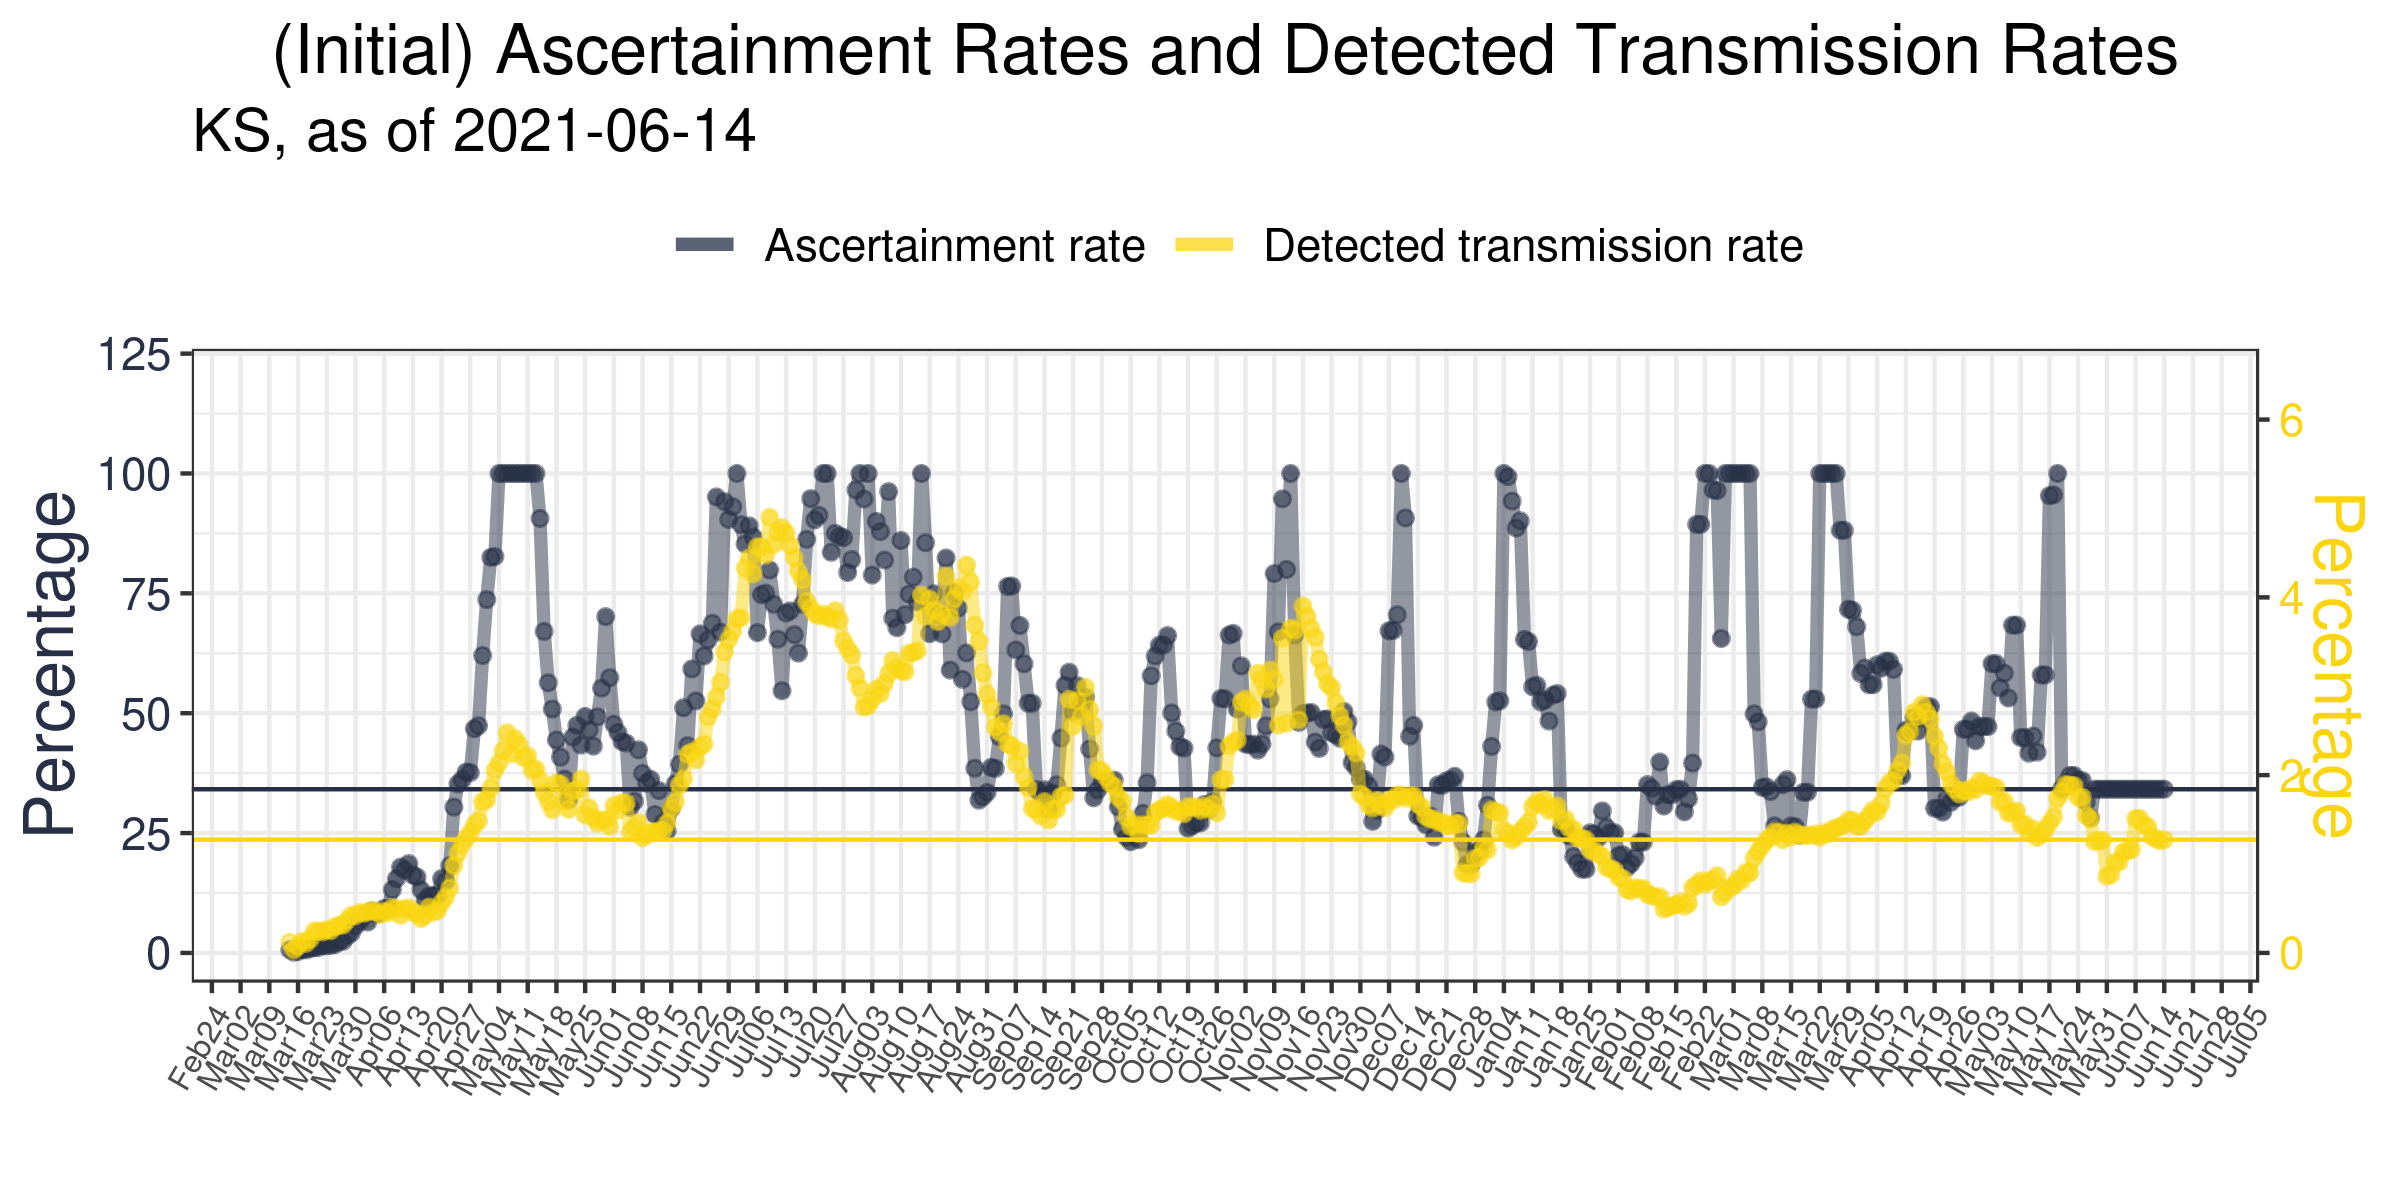 (Initial) Ascertainment Rates and Detected Transmission Rates
KS, as of 2021-06-14
Ascertainment rate
Detected transmission rate
Percentage
125
100
75
50
25
0
6
4
2
0
Percentage
Feb24
Mar02
Mar09
Mar16
Mar23
Mar30
Apr06
Apr13
Apr20
Apr27
May04
May11
May18
May25
Jun01
Jun08
Jun15
Jun22
Jun29
Jul06
Jul13
Jul20
Jul27
Aug03
Aug10
Aug17
Aug24
Aug31
Sep07
Sep14
Sep21
Sep28
Oct05
Oct12
Oct19
Oct26
Nov02
Nov09
Nov16
Nov23
Nov30
Dec07
Dec14
Dec21
Dec28
Jan04
Jan11
Jan18
Jan25
Feb01
Feb08
Feb15
Feb22
Mar01
Mar08
Mar15
Mar22
Mar29
Apr05
Apr12
Apr19
Apr26
May03
May10
May17
May24
May31
Jun07
Jun14
Jun21
Jun28
Jul05